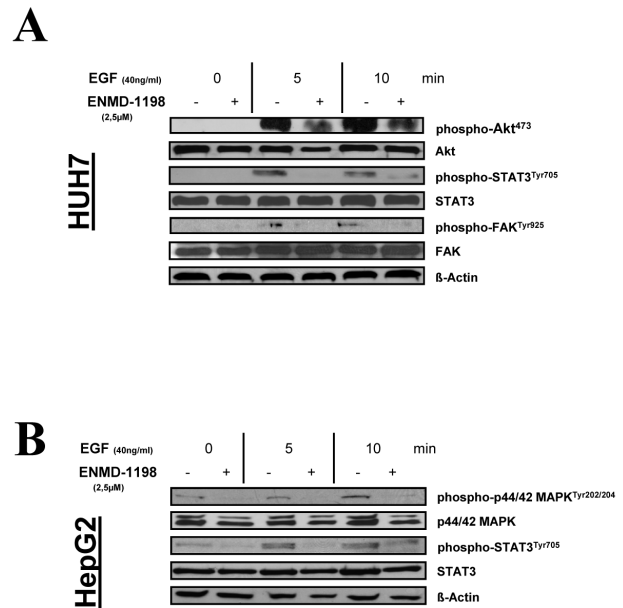 A
EGF (40ng/ml) 0 5 10 min
ENMD-1198 - + - + - +
(2,5µM)
HUH7
phospho-Akt473
Akt
phospho-STAT3Tyr705
STAT3
phospho-FAKTyr925
FAK
ß-Actin
B
EGF (40ng/ml) 0 5 10 min
ENMD-1198 - + - + - +
(2,5µM)
HepG2
phospho-p44/42 MAPKTyr202/204
p44/42 MAPK
phospho-STAT3Tyr705
STAT3
ß-Actin